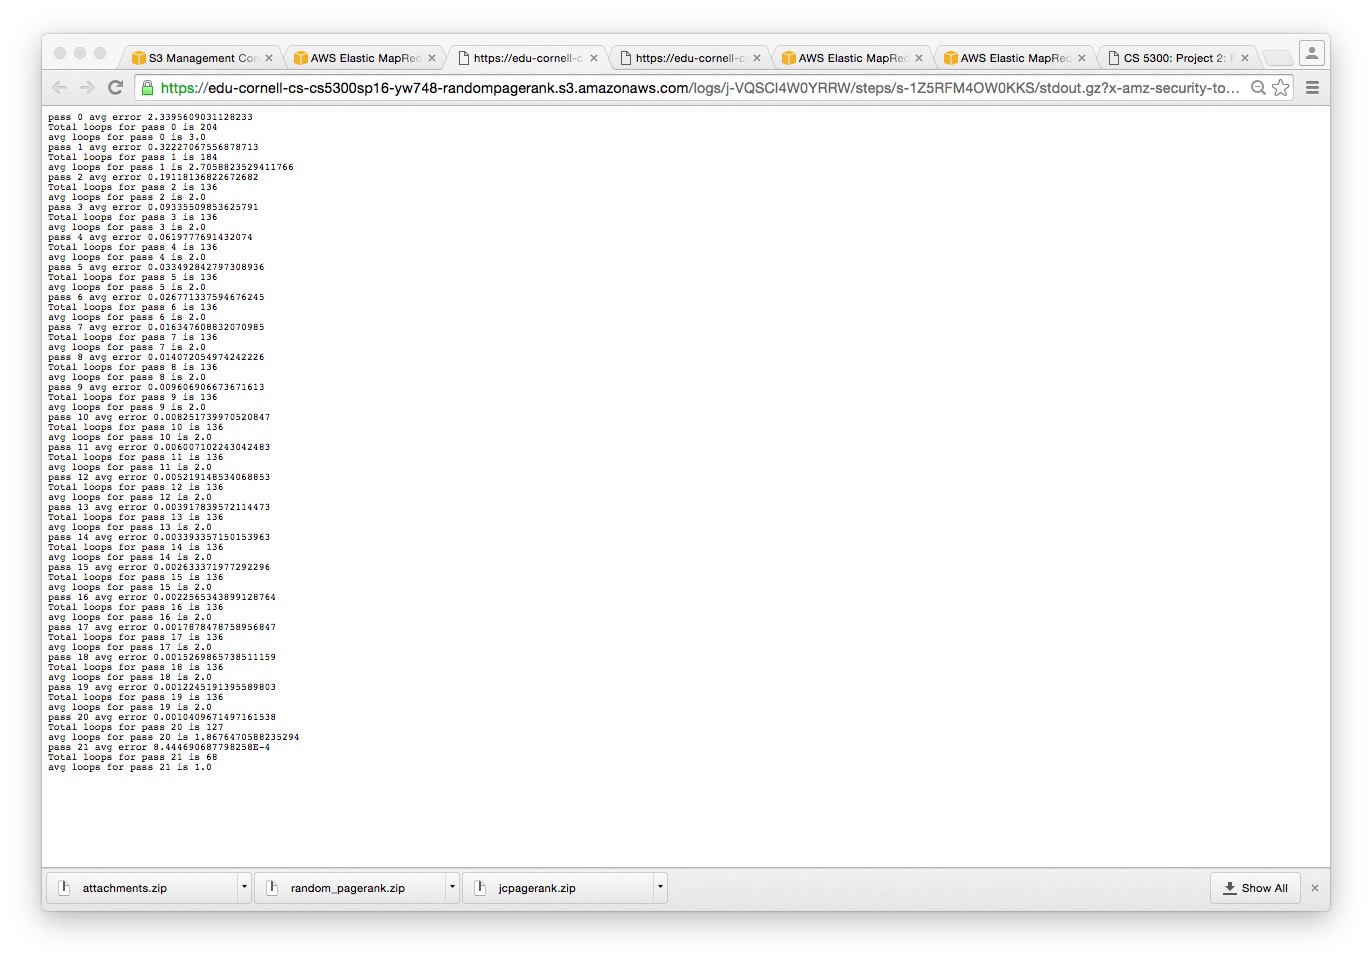 S3 Management Con
AWS Elastic MapRed
https://edu-cornell-c
https://edu-cornell-c
AWS Elastic MapRed
AWS Elastic MapRed
CS 5300: Project 2:
https://edu-cornell-cs-cs5300sp16-yw748-randompagerank.s3.amazonaws.com/logs/j-VQSCI4W0YRRW/steps/s-1Z5RFM4OW0KKS/stdout.gz?x-amz-security-to...
pass 0 avg error 2.3395609031128233
Total loops for pass 0 is 204
avg loops for pass 0 is 3.0
pass 1 avg error 0.32227067556878713
Total loops for pass 1 is 184
avg loops for pass 1 is 2.7058823529411766
pass 2 avg error 0.19118136822672682
Total loops for pass 2 is 136
avg loops for pass 2 is 2.0
pass 3 avg error 0.09335509853625791
Total loops for pass 3 is 136
avg loops for pass 3 is 2.0
pass 4 avg error 0.0619777691432074
Total loops for pass 4 is 136
avg loops for pass 4 is 2.0
pass 5 avg error 0.033492842797308936
Total loops for pass 5 is 136
avg loops for pass 5 is 2.0
pass 6 avg error 0.026771337594676245
Total loops for pass 6 is 136
avg loops for pass 6 is 2.0
pass 7 avg error 0.016347608832070985
Total loops for pass 7 is 136
avg loops for pass 7 is 2.0
pass 8 avg error 0.014072054974242226
Total loops for pass 8 is 136
avg loops for pass 8 is 2.0
pass 9 avg error 0.009606906673671613
Total loops for pass 9 is 136
avg loops for pass 9 is 2.0
pass 10 avg error 0.008251739970520847
Total loops for pass 10 is 136
avg loops for pass 10 is 2.0
pass 11 avg error 0.006007102243042483
Total loops for pass 11 is 136
avg loops for pass 11 is 2.0
pass 12 avg error 0.005219148534068853
Total loops for pass 12 is 136
avg loops for pass 12 is 2.0
pass 13 avg error 0.003917839572114473
Total loops for pass 13 is 136
avg loops for pass 13 is 2.0
pass 14 avg error 0.003393357150153963
Total loops for pass 14 is 136
avg loops for pass 14 is 2.0
pass 15 avg error 0.002633371977292296
Total loops for pass 15 is 136
avg loops for pass 15 is 2.0
pass 16 avg error 0.0022565343899128764
Total loops for pass 16 is 136
avg loops for pass 16 is 2.0
pass 17 avg error 0.0017878478758956847
Total loops for pass 17 is 136
avg loops for pass 17 is 2.0
pass 18 avg error 0.0015269865738511159
Total loops for pass 18 is 136
avg loops for pass 18 is 2.0
pass 19 avg error 0.0012245191395589803
Total loops for pass 19 is 136
avg loops for pass 19 is 2.0
pass 20 avg error 0.0010409671497161538
Total loops for pass 20 is 127
avg loops for pass 20 is 1.8676470588235294
pass 21 avg error 8.444690687798258E-4
Total loops for pass 21 is 68
avg loops for pass 21 is 1.0
attachments.zip
random_pagerank.zip
jcpagerank.zip
Show All